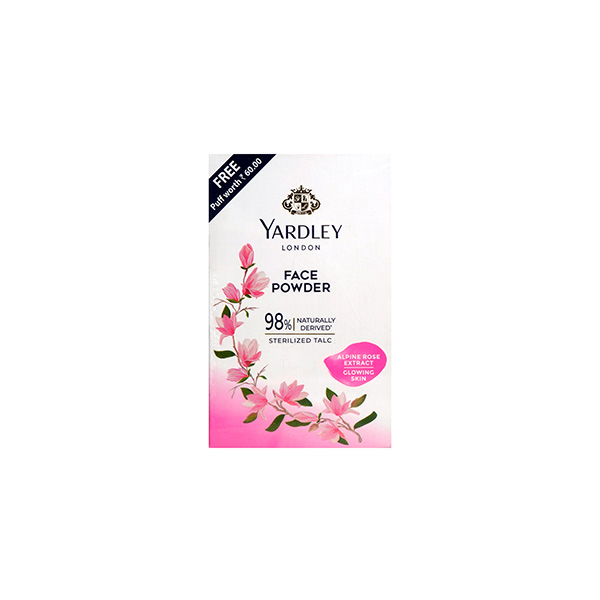 FREE
Puff worth ₹ 60.00
YARDLEY
LONDON
FACE
POWDER
98% NATURALLY
DERIVED*
STERILIZED TALC
ALPINE ROSE
EXTRACT
GLOWING
SKIN